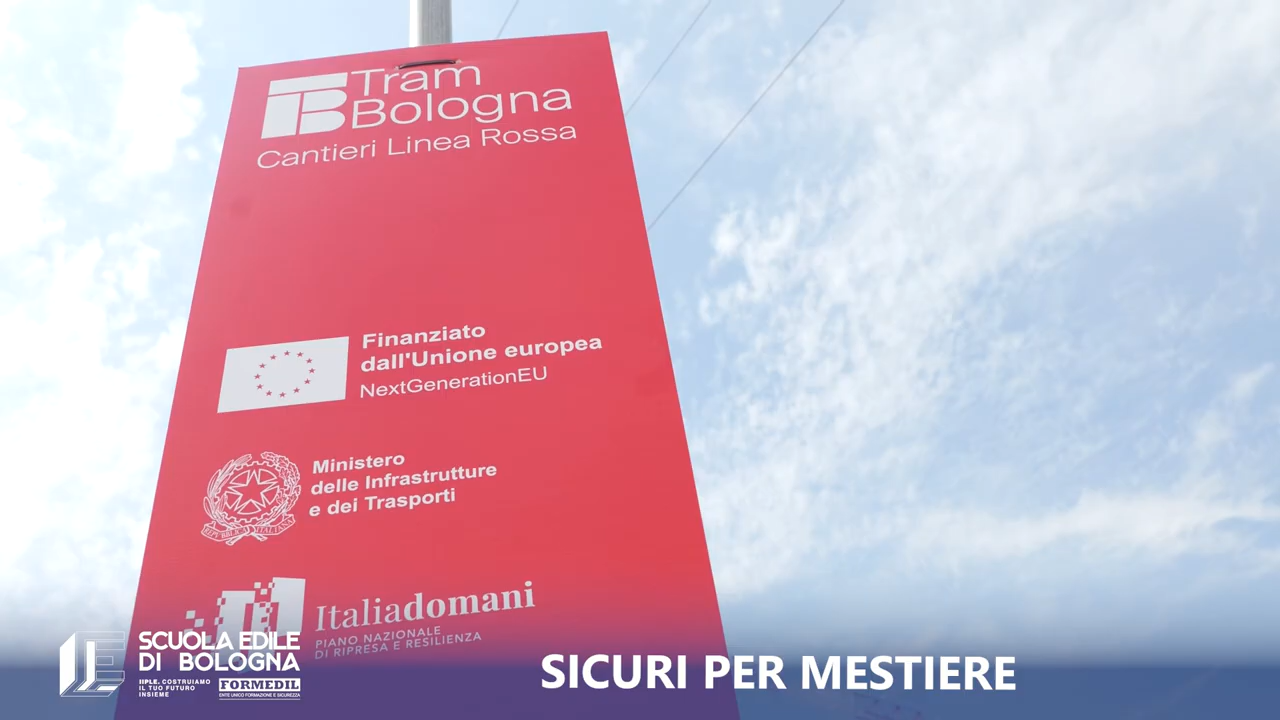 Tram
Bologna
Cantieri Linea Rossa
Finanziato
dall'Unione europea
NextGenerationEU
Ministero
delle Infrastrutture
e dei Trasporti
REPVBBLICA ITALIANA
Italiadomani
PIANO NAZIONALE
DI RIPRESA E RESILIENZA
SCUOLA EDILE
DI BOLOGNA
IIPLE. COSTRUIAMO
IL TUO FUTURO
INSIEME
FORMEDIL
ENTE UNICO FORMAZIONE E SICUREZZA
SICURI PER MESTIERE